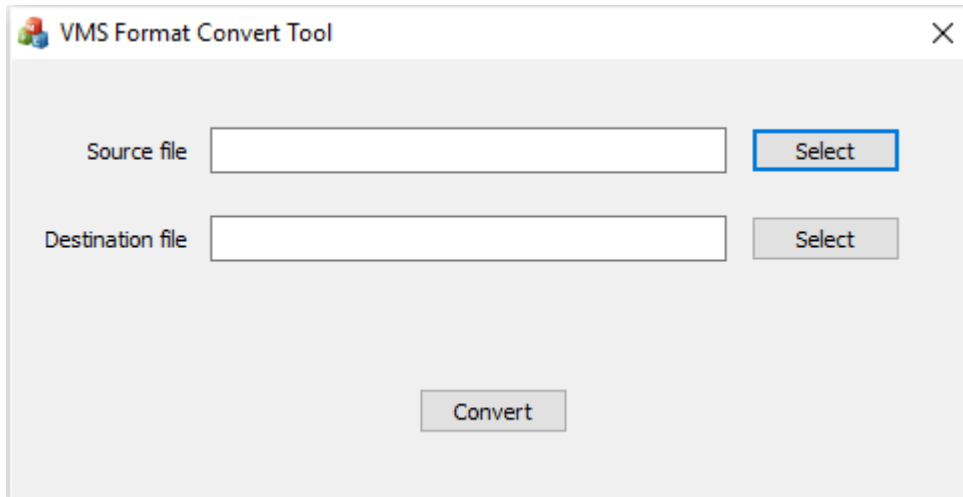 VMS Format Convert Tool
Source file Select
Destination file Select
Convert